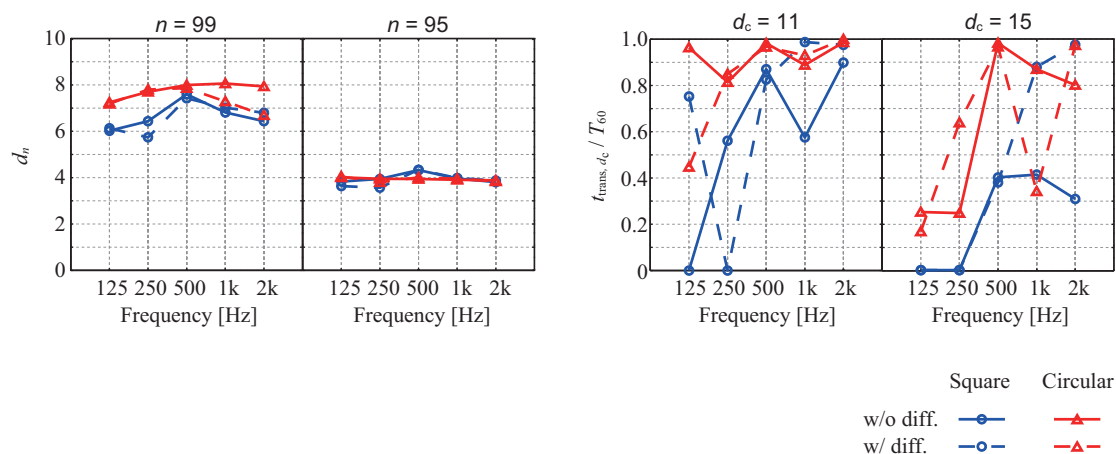 n = 99
n = 95
d_c = 11
d_c = 15
10
8
6
4
2
0
d_n
1.0
0.8
0.6
0.4
0.2
0
t_trans, d_c / T_60
125 250 500 1k 2k
125 250 500 1k 2k
125 250 500 1k 2k
125 250 500 1k 2k
Frequency [Hz]
Frequency [Hz]
Frequency [Hz]
Frequency [Hz]
Square Circular
w/o diff.
w/ diff.